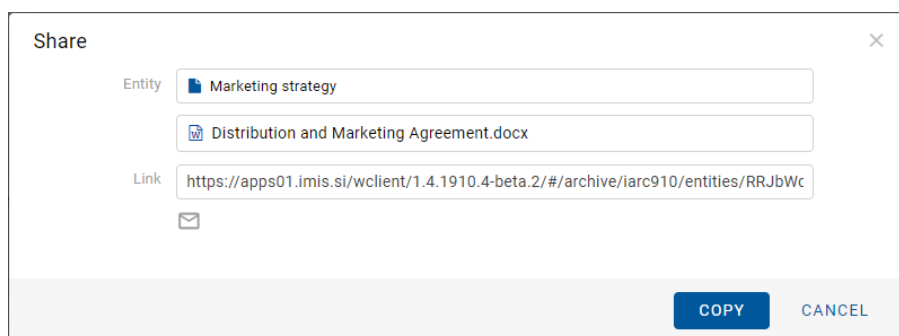 Share
Entity Marketing strategy
Distribution and Marketing Agreement.docx
Link https://apps01.imis.si/wclient/1.4.1910.4-beta.2/#/archive/iarc910/entities/RRJbWc
COPY CANCEL